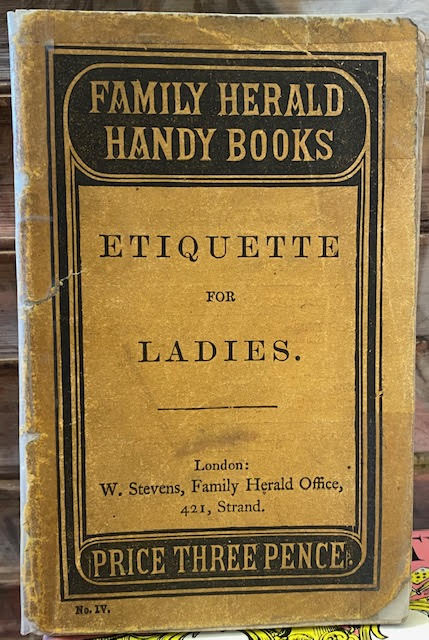 FAMILY HERALD
HANDY BOOKS
ETIQUETTE
FOR
LADIES.
London:
W. Stevens, Family Herald Office,
421, Strand.
PRICE THREE PENCE
No. IV.